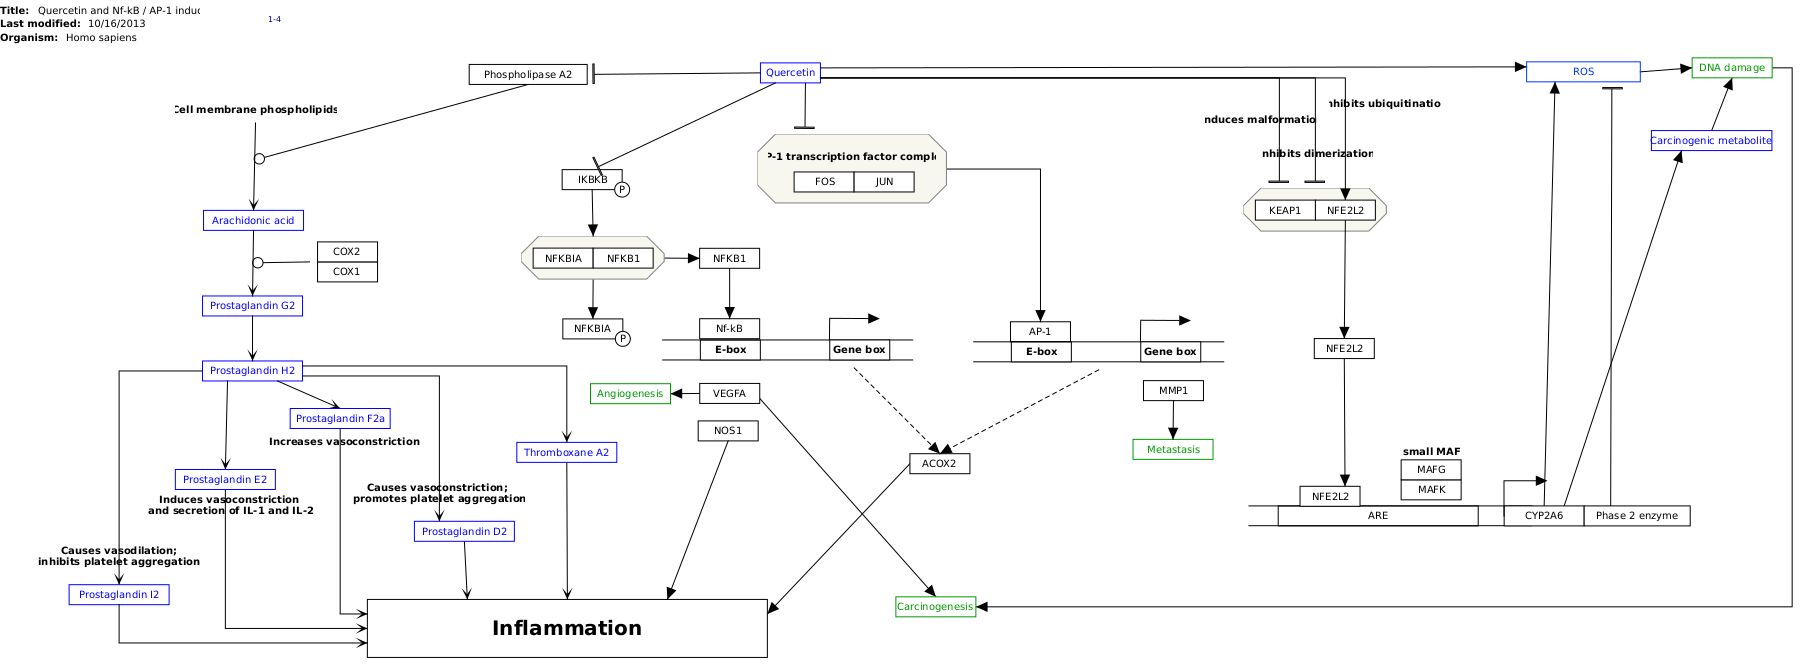 Title: Quercetin and Nf-kB / AP-1 induc
Last modified: 10/16/2013
Organism: Homo sapiens
1-4
Phospholipase A2
Quercetin
ROS
DNA damage
Cell membrane phospholipids
nhibits ubiquitinatio
nduces malformatio
Carcinogenic metabolite
nhibits dimerization
P-1 transcription factor comple
FOS
JUN
IKBKB
P
KEAP1
NFE2L2
Arachidonic acid
COX2
COX1
NFKBIA
NFKB1
NFKB1
Prostaglandin G2
NFKBIA
P
Nf-kB
E-box
Gene box
AP-1
E-box
Gene box
NFE2L2
Prostaglandin H2
Angiogenesis
VEGFA
MMP1
Prostaglandin F2a
Increases vasoconstriction
NOS1
Thromboxane A2
Metastasis
ACOX2
small MAF
MAFG
MAFK
Prostaglandin E2
Induces vasoconstriction
and secretion of IL-1 and IL-2
Causes vasoconstriction;
promotes platelet aggregation
NFE2L2
ARE
CYP2A6
Phase 2 enzyme
Prostaglandin D2
Causes vasodilation;
inhibits platelet aggregation
Prostaglandin I2
Inflammation
Carcinogenesis